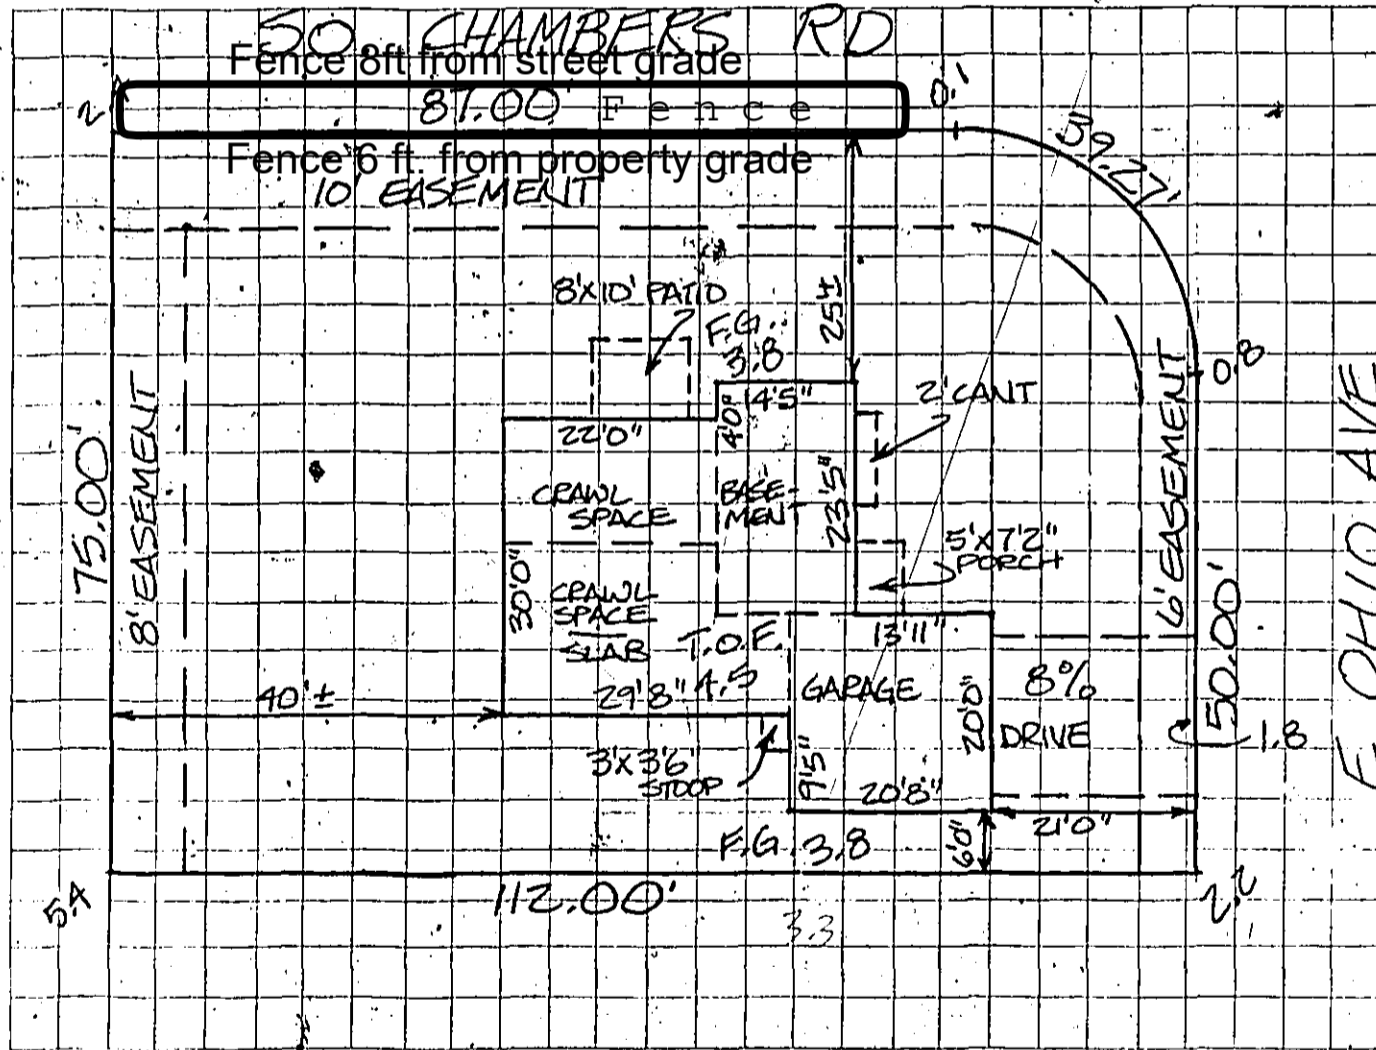 SO CHAMBERS RD
Fence 8ft from street grade
87.00' Fence
0.1
2
39.27'
Fence 6 ft. from property grade
10' EASEMENT
8'X10' PATIO
F.G.
3.8
25'±
0.8
2' CANT
14'5"
4'0"
22'0"
CRAWL
SPACE
BASE-
MENT
23'5"
75.00'
8' EASEMENT
6' EASEMENT
E OHIO AVE
5'X7'2"
PORCH
30'0"
CRAWL
SPACE
SLAB
T.O.F.
4.5
13'11"
50.00'
40'±
29'8"
GARAGE
20'0"
8%
DRIVE
1.8
3'X3'6"
STOOP
9'5"
20'8"
21'0"
F.G. 3.8
6'0"
5.4
112.00'
2.2
3.3